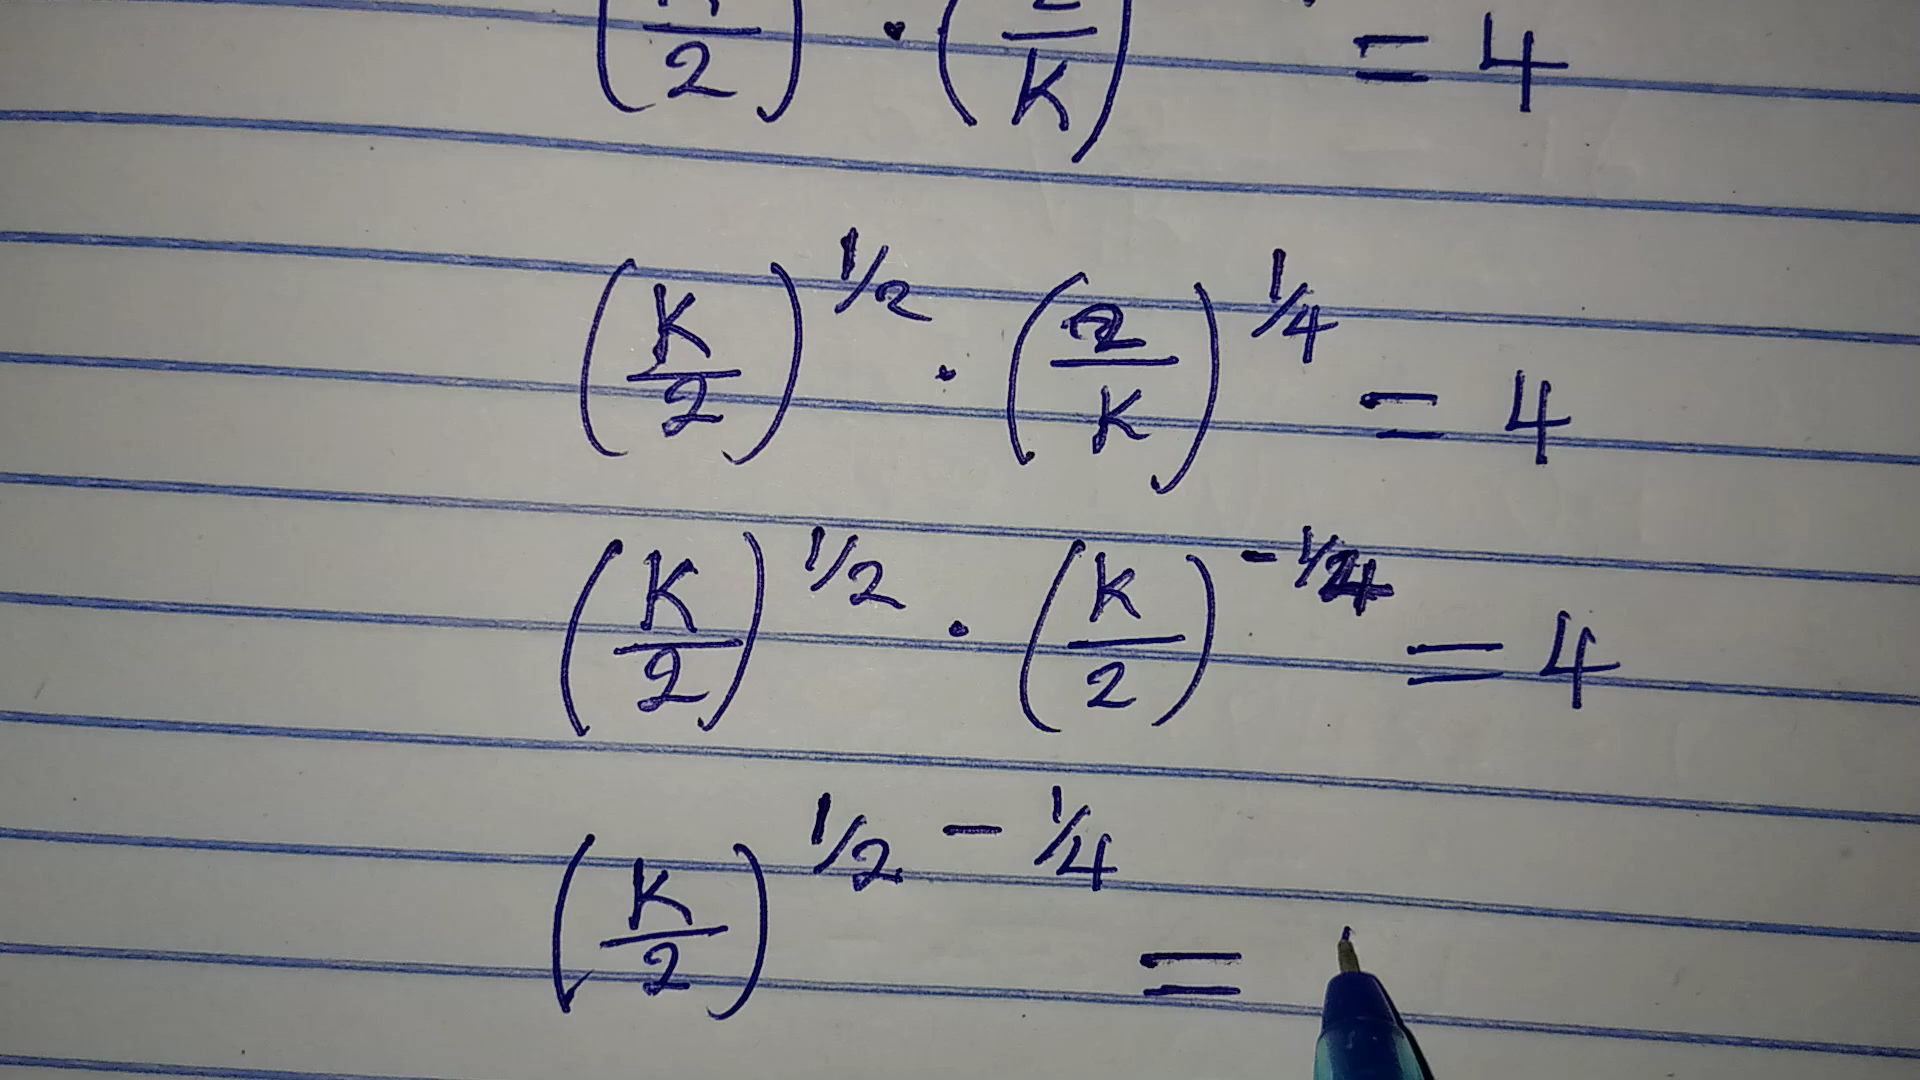 (K/2) · (2/K) = 4
(K/2)^1/2 · (2/K)^1/4 = 4
(K/2)^1/2 · (K/2)^-1/4 = 4
(K/2)^1/2 - 1/4 =